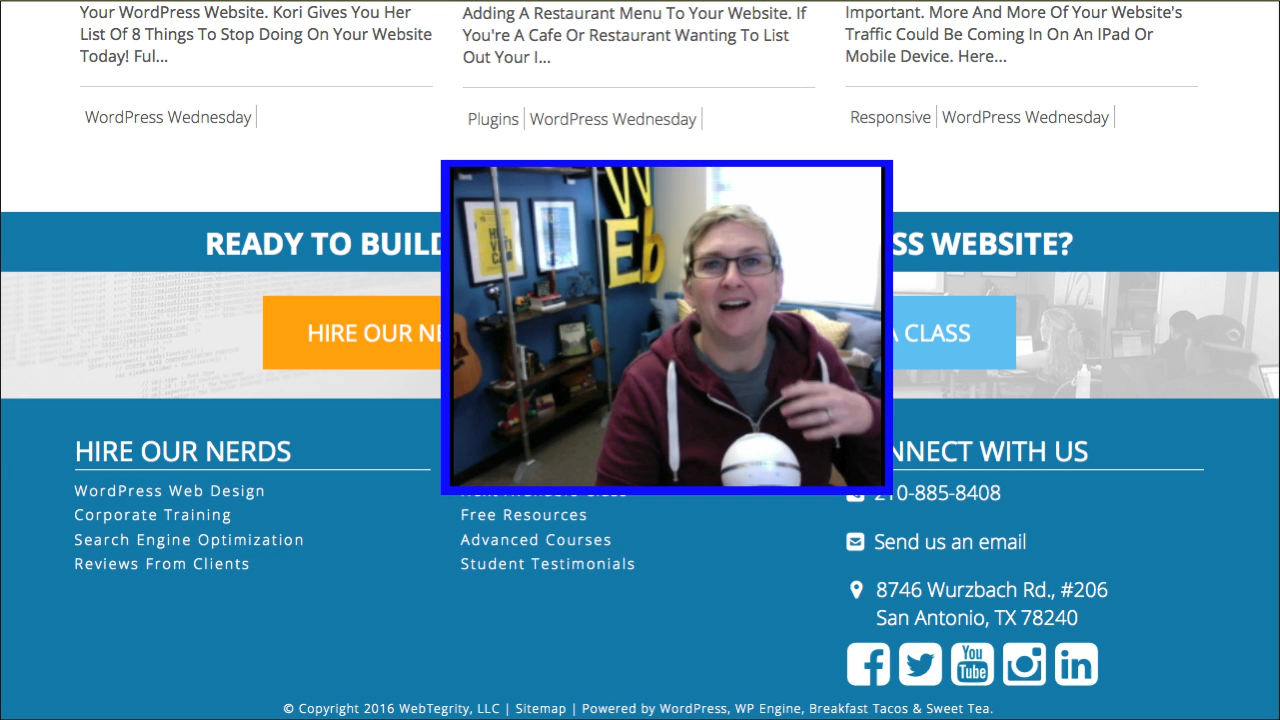 Your WordPress Website. Kori Gives You Her
List Of 8 Things To Stop Doing On Your Website
Today! Ful...
WordPress Wednesday
Adding A Restaurant Menu To Your Website. If
You're A Cafe Or Restaurant Wanting To List
Out Your I...
Plugins
WordPress Wednesday
Important. More And More Of Your Website's
Traffic Could Be Coming In On An IPad Or
Mobile Device. Here...
Responsive
WordPress Wednesday
READY TO BUILD
SS WEBSITE?
WEb
HIRE OUR NE
A CLASS
HIRE OUR NERDS
WordPress Web Design
Corporate Training
Search Engine Optimization
Reviews From Clients
Free Resources
Advanced Courses
Student Testimonials
NNECT WITH US
210-885-8408
Send us an email
8746 Wurzbach Rd., #206
San Antonio, TX 78240
You
Tube
in
© Copyright 2016 WebTegrity, LLC | Sitemap | Powered by WordPress, WP Engine, Breakfast Tacos & Sweet Tea.